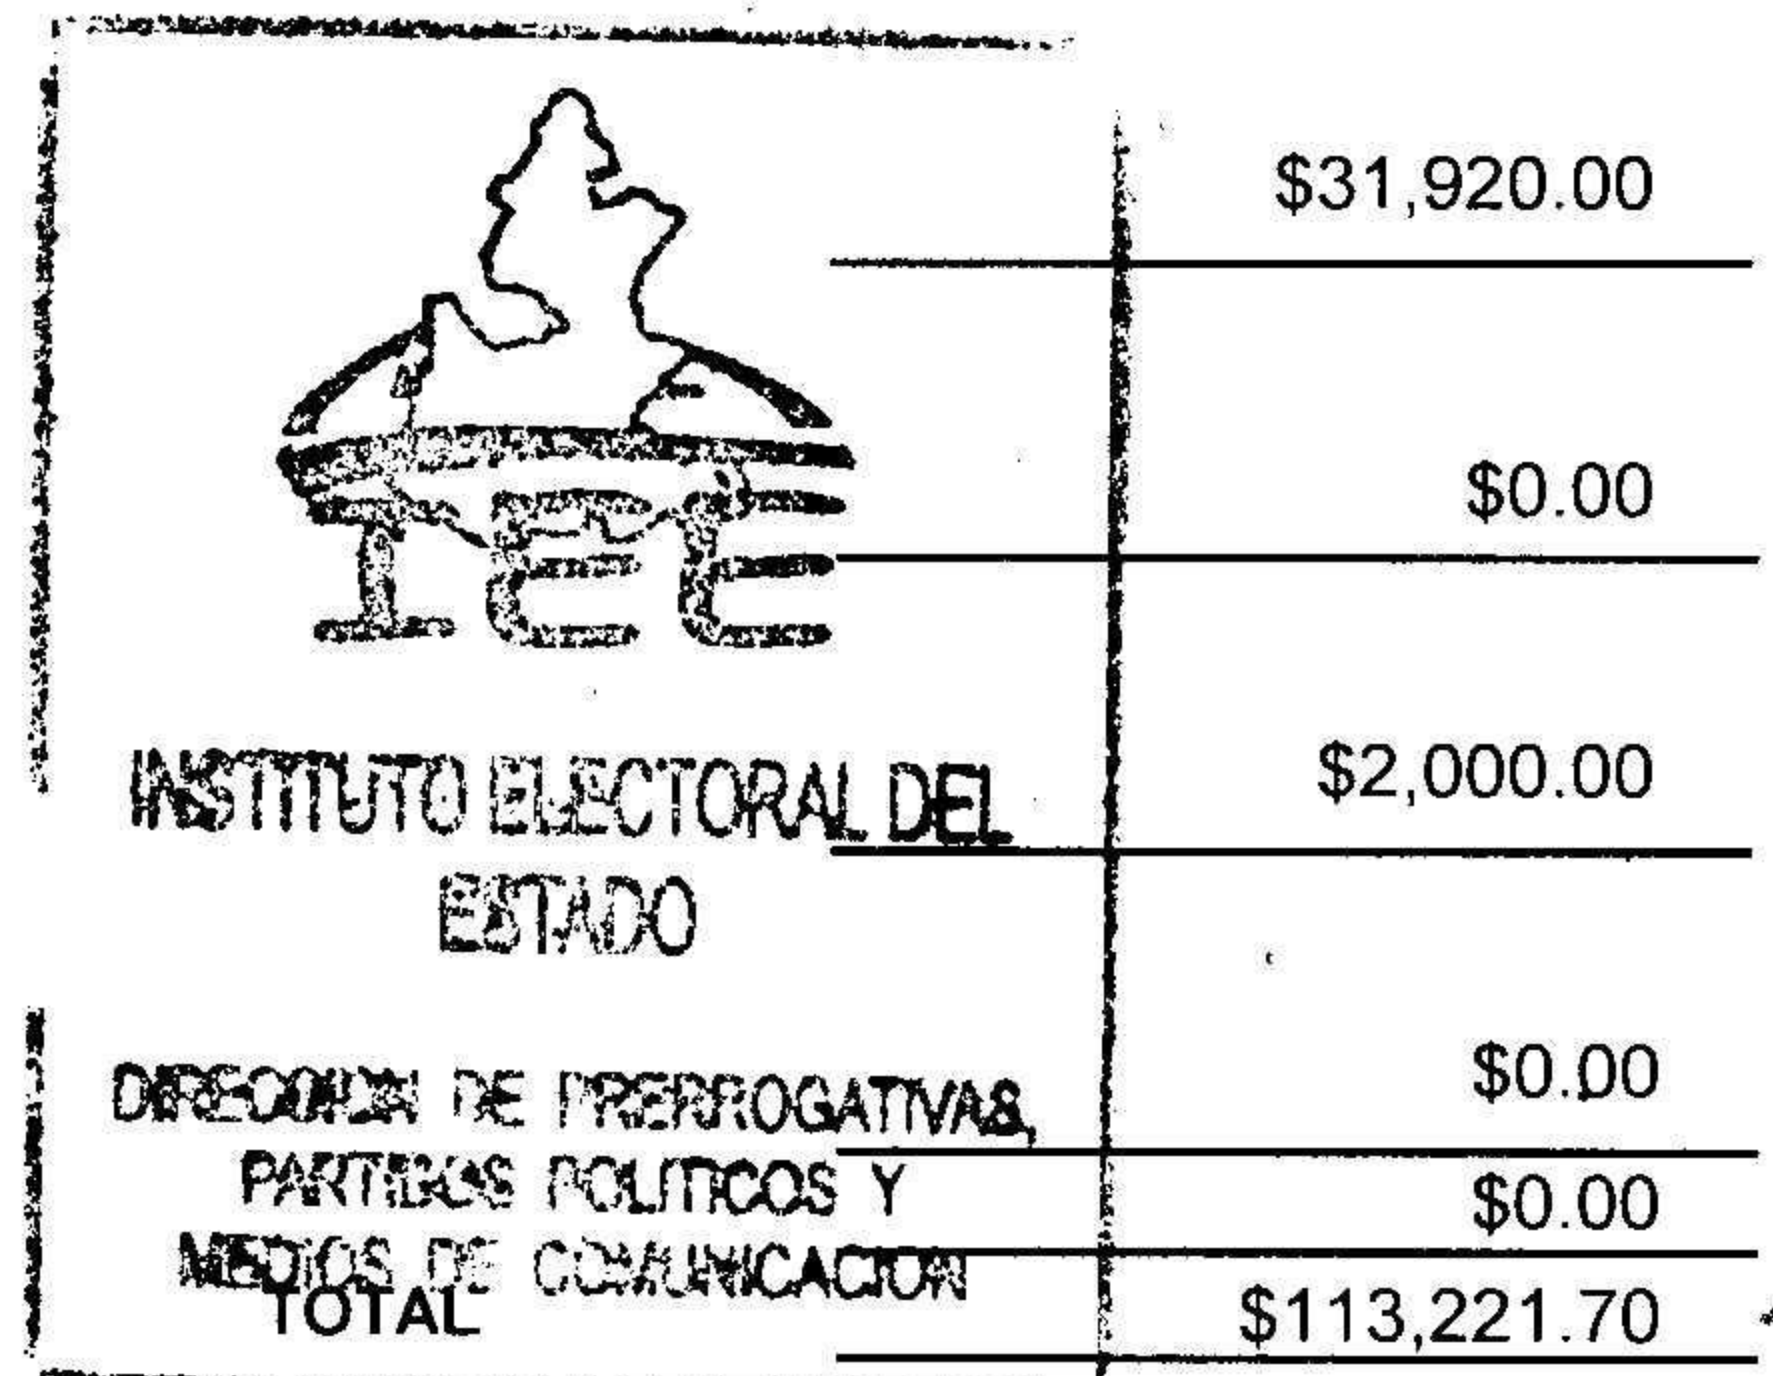 $31,920.00
$0.00
IEE
$2,000.00
INSTITUTO ELECTORAL DEL
ESTADO
$0.00
DIRECCION DE PRERROGATIVAS,
PARTIDOS POLITICOS Y
$0.00
MEDIOS DE COMUNICACION
TOTAL
$113,221.70